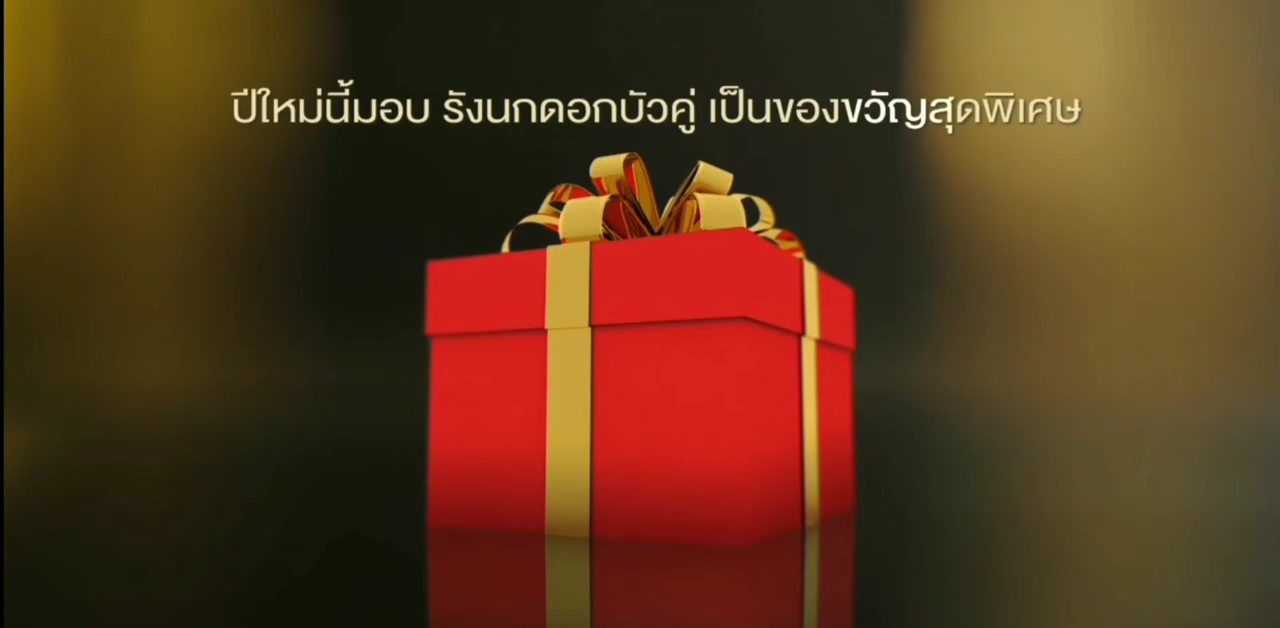 ปีใหม่นี้มอบ รังนกดอกบัวคู่ เป็นของขวัญสุดพิเศษ